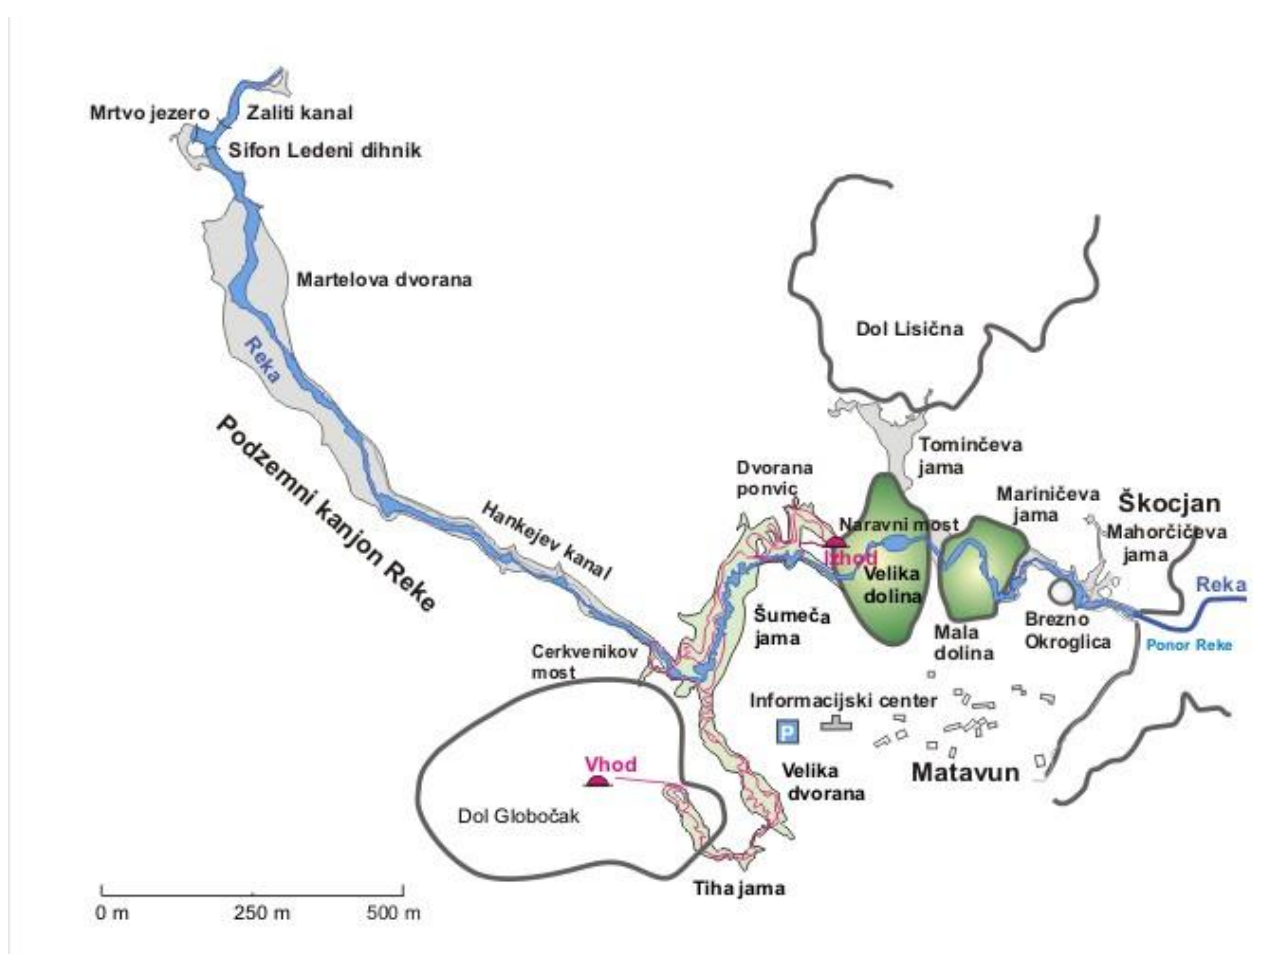 Mrtvo jezero
Zaliti kanal
Sifon Ledeni dihnik
Martelova dvorana
Reka
Podzemni kanjon Reke
Hankejev kanal
Dol Lisična
Tominčeva
jama
Dvorana
ponvic
Naravni most
Izhod
Velika
dolina
Mariničeva
jama
Škocjan
Mahorčičeva
jama
Reka
Ponor Reke
Brezno
Okroglica
Mala
dolina
Šumeča
jama
Cerkvenikov
most
Informacijski center
P
Matavun
Velika
dvorana
Vhod
Dol Globočak
Tiha jama
0 m
250 m
500 m